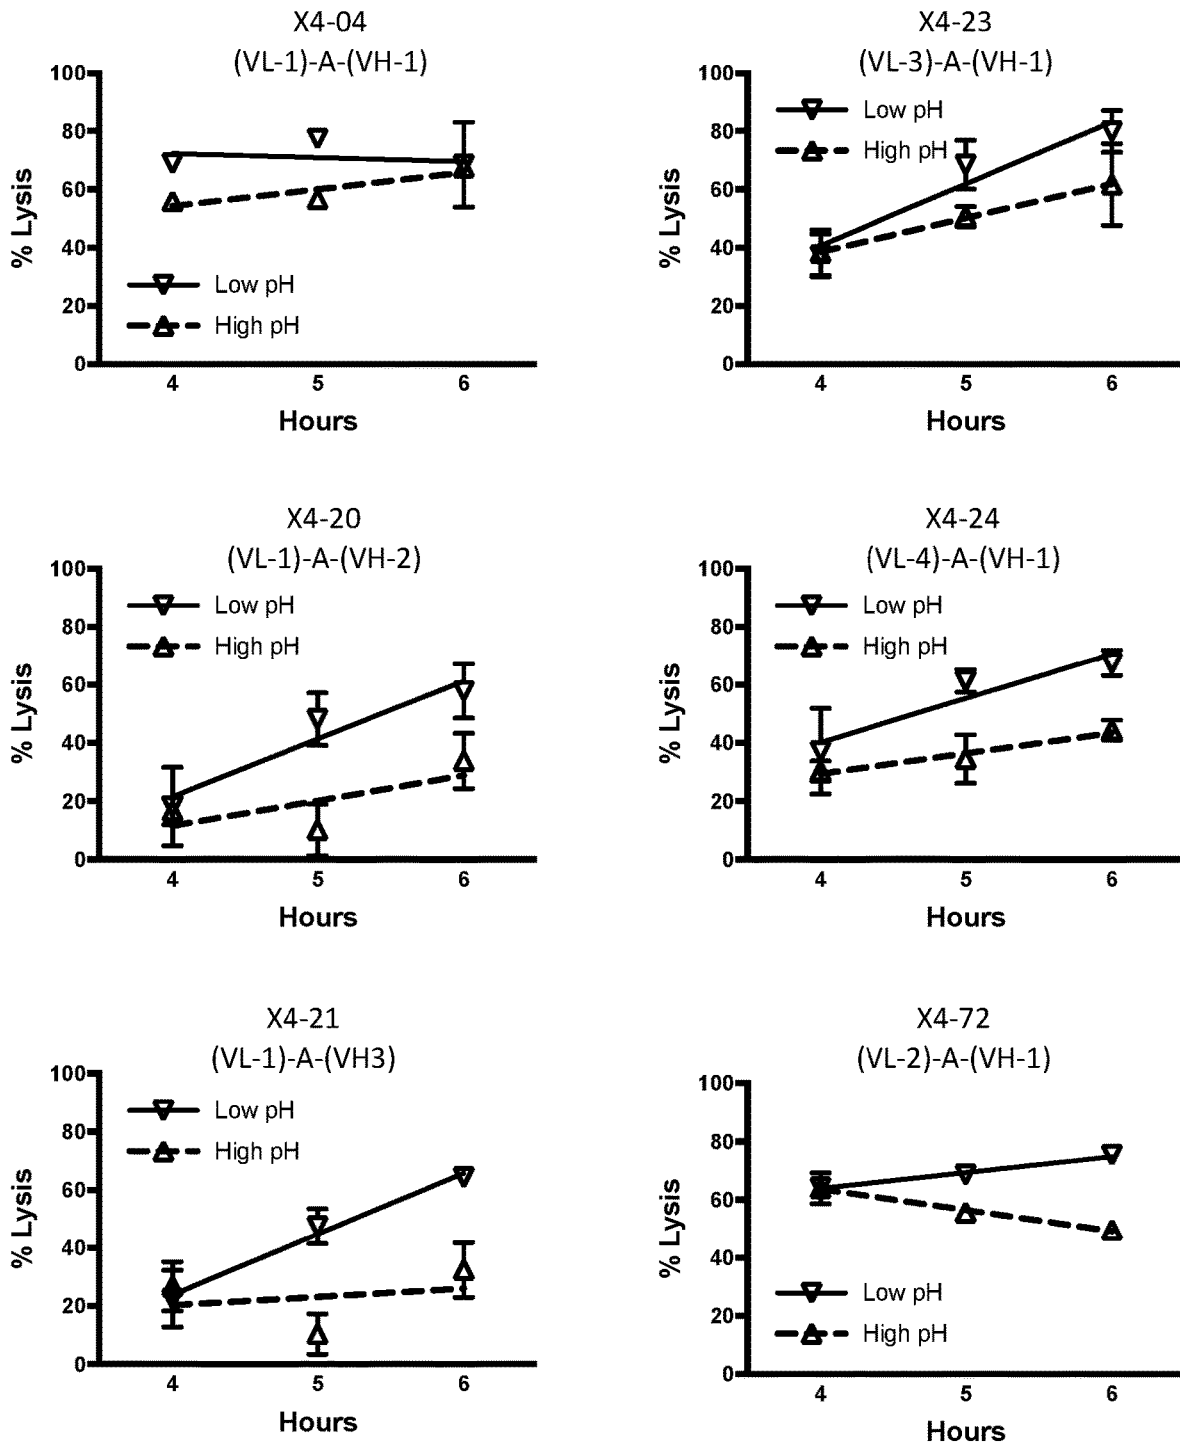 X4-04
(VL-1)-A-(VH-1)
100
80
60
40
20
0
% Lysis
Low pH
High pH
4 5 6
Hours
X4-23
(VL-3)-A-(VH-1)
100
80
60
40
20
0
% Lysis
Low pH
High pH
4 5 6
Hours
X4-20
(VL-1)-A-(VH-2)
100
80
60
40
20
0
% Lysis
Low pH
High pH
4 5 6
Hours
X4-24
(VL-4)-A-(VH-1)
100
80
60
40
20
0
% Lysis
Low pH
High pH
4 5 6
Hours
X4-21
(VL-1)-A-(VH3)
100
80
60
40
20
0
% Lysis
Low pH
High pH
4 5 6
Hours
X4-72
(VL-2)-A-(VH-1)
100
80
60
40
20
0
% Lysis
Low pH
High pH
4 5 6
Hours